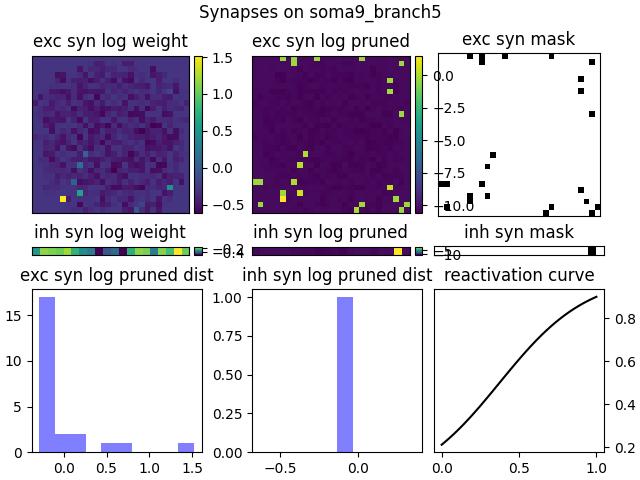 Synapses on soma9_branch5
exc syn log weight
exc syn log pruned
exc syn mask
1.5
1.0
0.5
0.0
−0.5
0.0
−2.5
−5.0
−7.5
−10.0
inh syn log weight
inh syn log pruned
inh syn mask
−0.2
−0.4
−5
−10
exc syn log pruned dist
inh syn log pruned dist
reactivation curve
15
10
5
0
0.0 0.5 1.0 1.5
1.00
0.75
0.50
0.25
0.00
−0.5 0.0
0.8
0.6
0.4
0.2
0.0 0.5 1.0